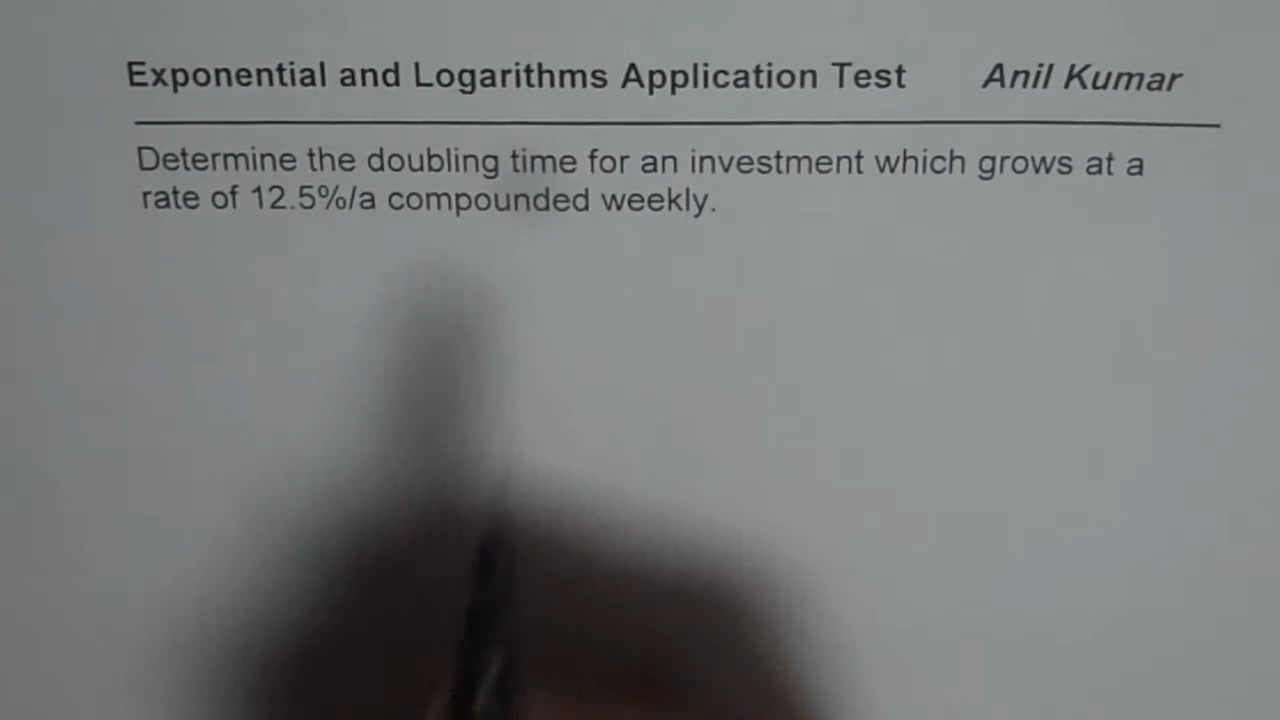 Exponential and Logarithms Application Test Anil Kumar
Determine the doubling time for an investment which grows at a
rate of 12.5%/a compounded weekly.